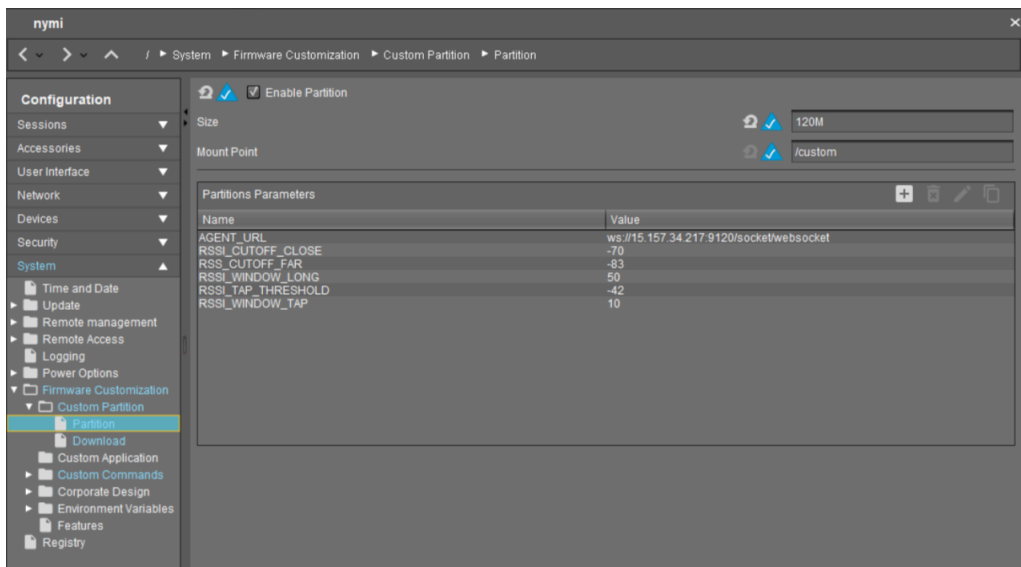 nymi
/ System Firmware Customization Custom Partition Partition
Configuration
Sessions
Accessories
User Interface
Network
Devices
Security
System
Time and Date
Update
Remote management
Remote Access
Logging
Power Options
Firmware Customization
Custom Partition
Partition
Download
Custom Application
Custom Commands
Corporate Design
Environment Variables
Features
Registry
Enable Partition
Size 120M
Mount Point /custom
Partitions Parameters
Name Value
AGENT_URL ws://15.157.34.217:9120/socket/websocket
RSSI_CUTOFF_CLOSE -70
RSS_CUTOFF_FAR -83
RSSI_WINDOW_LONG 50
RSSI_TAP_THRESHOLD -42
RSSI_WINDOW_TAP 10